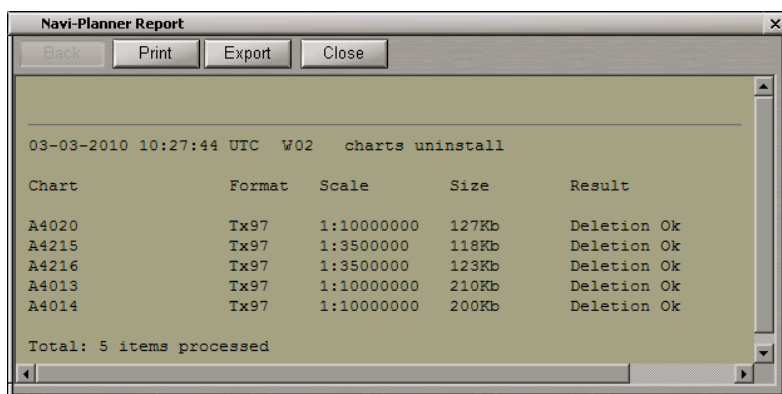 Navi-Planner Report
Back Print Export Close
03-03-2010 10:27:44 UTC W02 charts uninstall
Chart Format Scale Size Result
A4020 Tx97 1:10000000 127Kb Deletion Ok
A4215 Tx97 1:3500000 118Kb Deletion Ok
A4216 Tx97 1:3500000 123Kb Deletion Ok
A4013 Tx97 1:10000000 210Kb Deletion Ok
A4014 Tx97 1:10000000 200Kb Deletion Ok
Total: 5 items processed